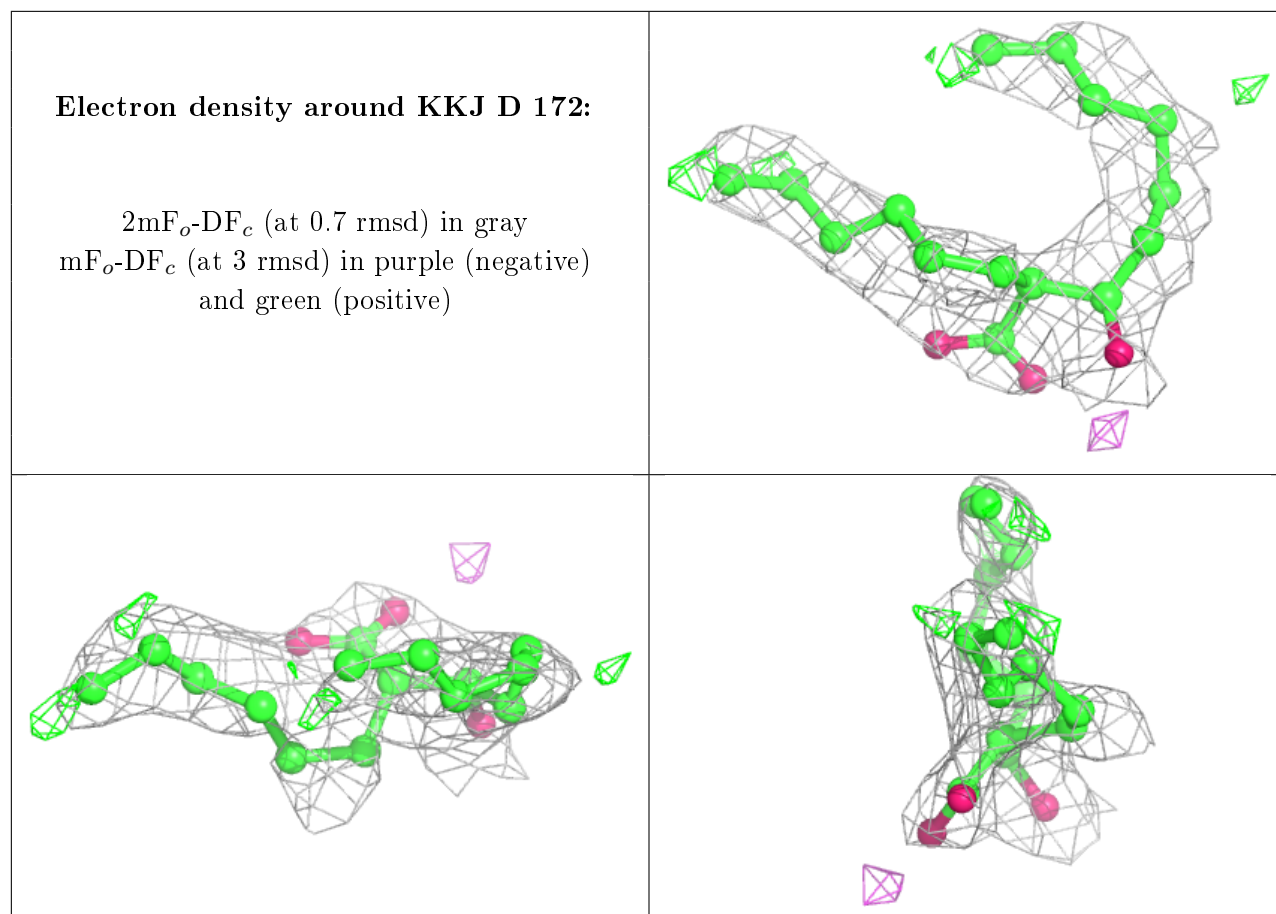 Electron density around KKJ D 172:
2mFo-DFc (at 0.7 rmsd) in gray
mFo-DFc (at 3 rmsd) in purple (negative)
and green (positive)